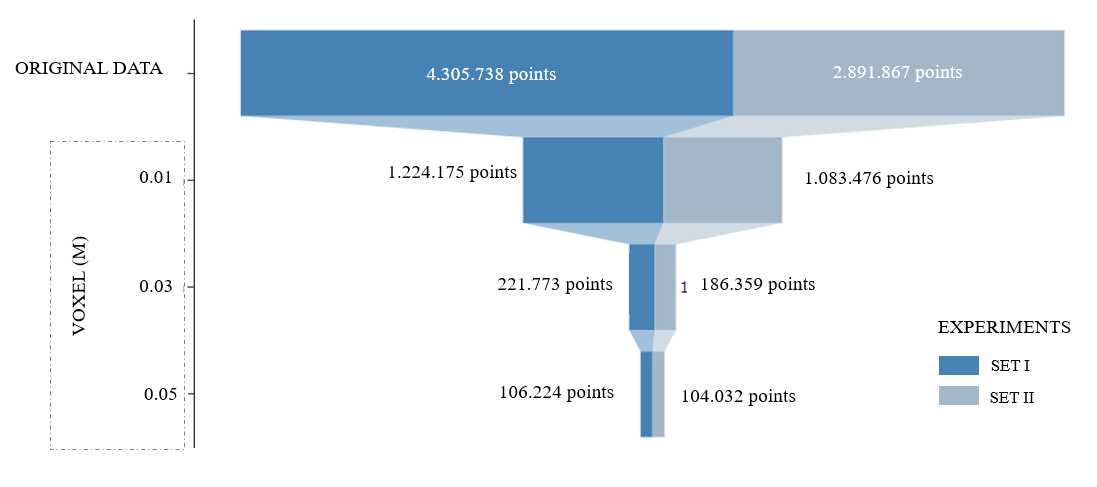 ORIGINAL DATA
4.305.738 points
2.891.867 points
0.01
1.224.175 points
1.083.476 points
VOXEL (M)
0.03
221.773 points
1
186.359 points
0.05
106.224 points
104.032 points
EXPERIMENTS
SET I
SET II